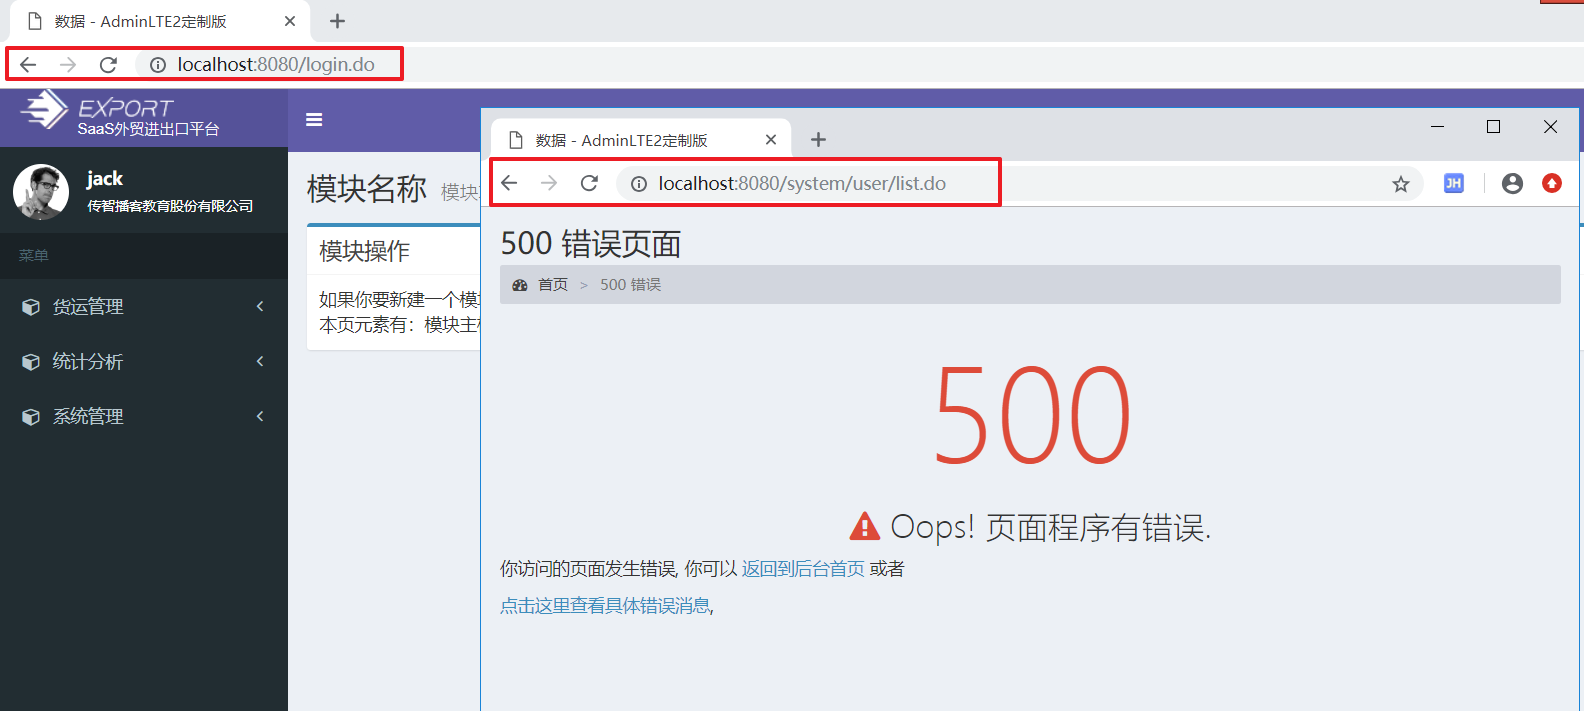 数据 - AdminLTE2定制版
localhost:8080/login.do
EXPORT
SaaS外贸进出口平台
jack
传智播客教育股份有限公司
菜单
货运管理
统计分析
系统管理
模块名称 模块
模块操作
如果你要新建一个模
本页元素有：模块主
数据 - AdminLTE2定制版
localhost:8080/system/user/list.do
JH
500 错误页面
首页 > 500 错误
500
Oops! 页面程序有错误.
你访问的页面发生错误, 你可以 返回到后台首页 或者
点击这里查看具体错误消息,